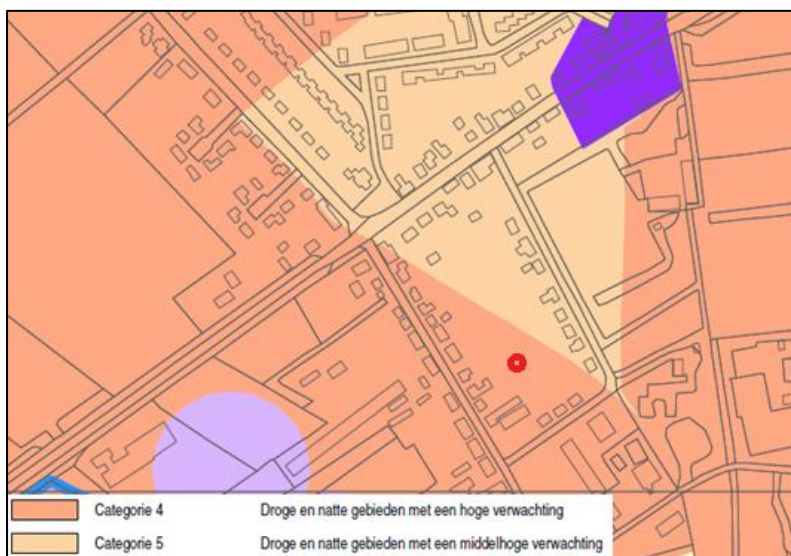 Categorie 4 Droge en natte gebieden met een hoge verwachting
Categorie 5 Droge en natte gebieden met een middelhoge verwachting